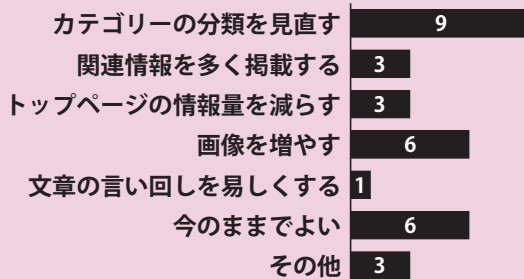 カテゴリーの分類を見直す 9
関連情報を多く掲載する 3
トップページの情報量を減らす 3
画像を増やす 6
文章の言い回しを易しくする 1
今のままでよい 6
その他 3